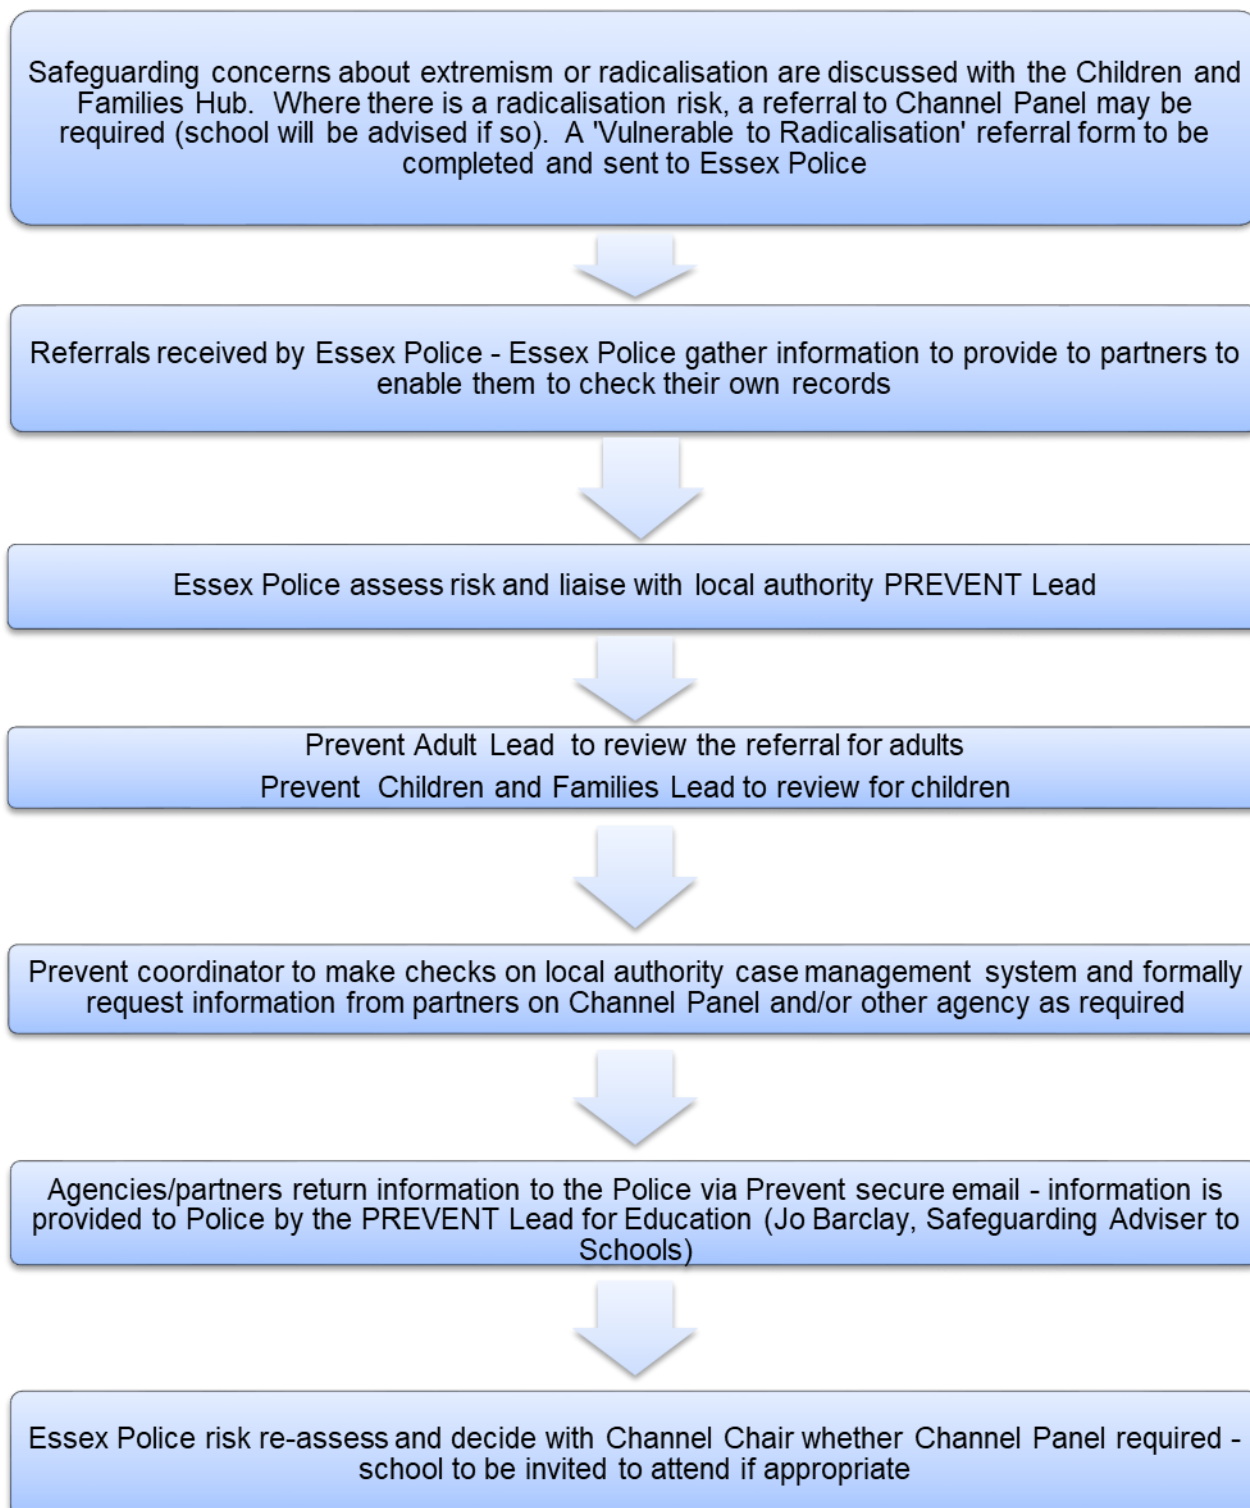 Safeguarding concerns about extremism or radicalisation are discussed with the Children and
Families Hub. Where there is a radicalisation risk, a referral to Channel Panel may be
required (school will be advised if so). A 'Vulnerable to Radicalisation' referral form to be
completed and sent to Essex Police
Referrals received by Essex Police - Essex Police gather information to provide to partners to
enable them to check their own records
Essex Police assess risk and liaise with local authority PREVENT Lead
Prevent Adult Lead to review the referral for adults
Prevent Children and Families Lead to review for children
Prevent coordinator to make checks on local authority case management system and formally
request information from partners on Channel Panel and/or other agency as required
Agencies/partners return information to the Police via Prevent secure email - information is
provided to Police by the PREVENT Lead for Education (Jo Barclay, Safeguarding Adviser to
Schools)
Essex Police risk re-assess and decide with Channel Chair whether Channel Panel required -
school to be invited to attend if appropriate